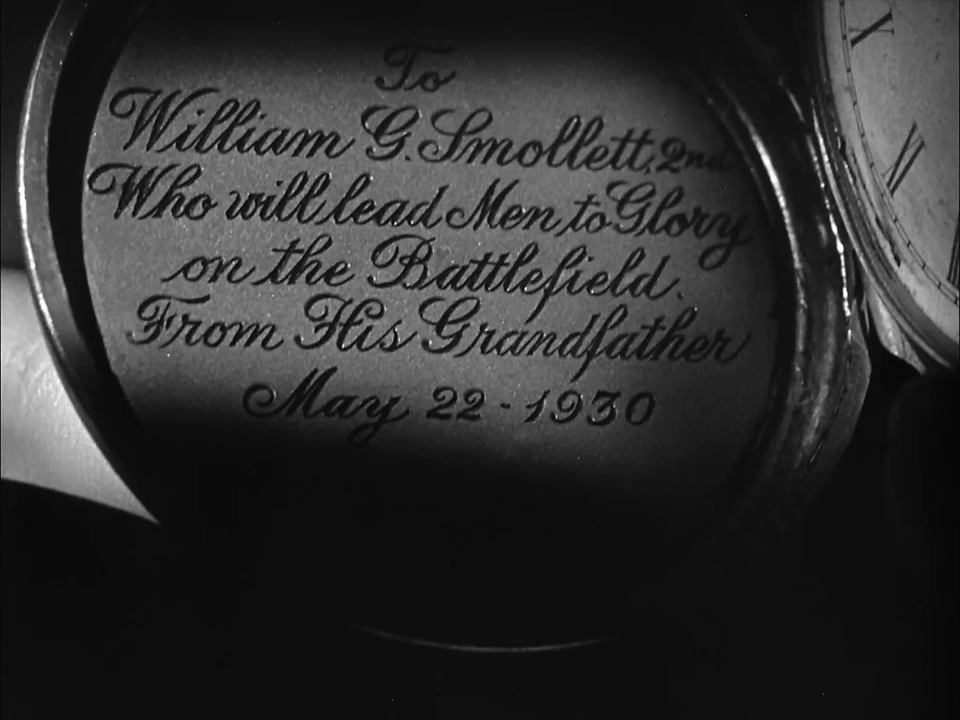 To
William G. Smollett, 2nd
Who will lead Men to Glory
on the Battlefield.
From His Grandfather
May 22 - 1930
X